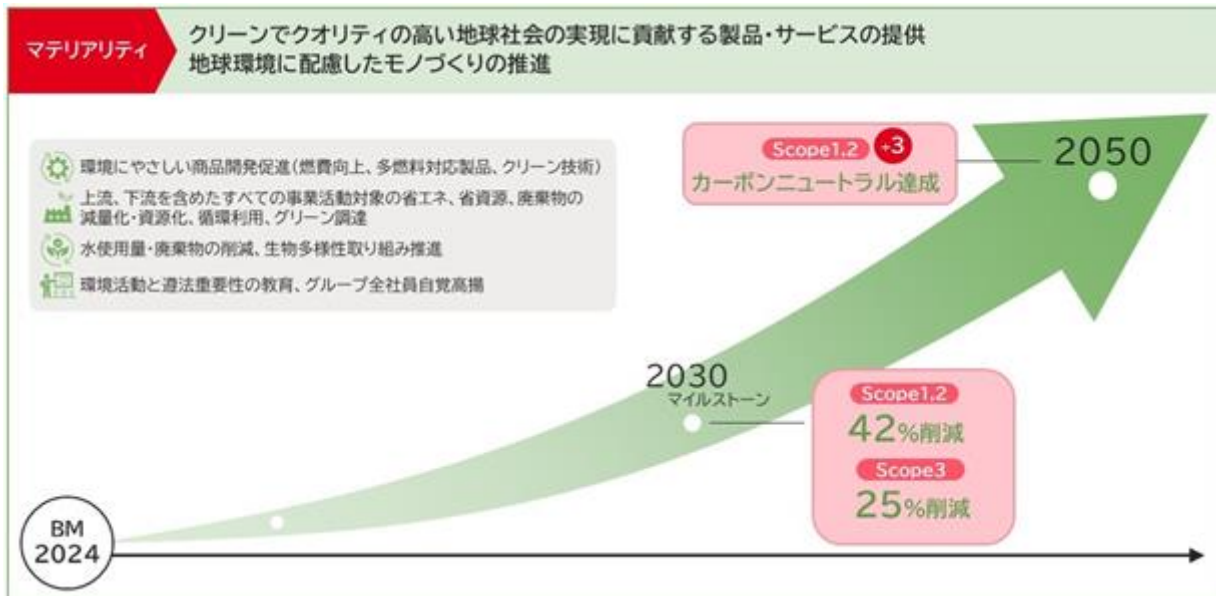 マテリアリティ
クリーンでクオリティの高い地球社会の実現に貢献する製品・サービスの提供
地球環境に配慮したモノづくりの推進
環境にやさしい商品開発促進(燃費向上、多燃料対応製品、クリーン技術)
上流、下流を含めたすべての事業活動対象の省エネ、省資源、廃棄物の
減量化・資源化、循環利用、グリーン調達
水使用量・廃棄物の削減、生物多様性取り組み推進
環境活動と遵法重要性の教育、グループ全社員自覚高揚
Scope1,2 +3
カーボンニュートラル達成
2050
2030
マイルストーン
Scope1,2
42%削減
Scope3
25%削減
BM
2024